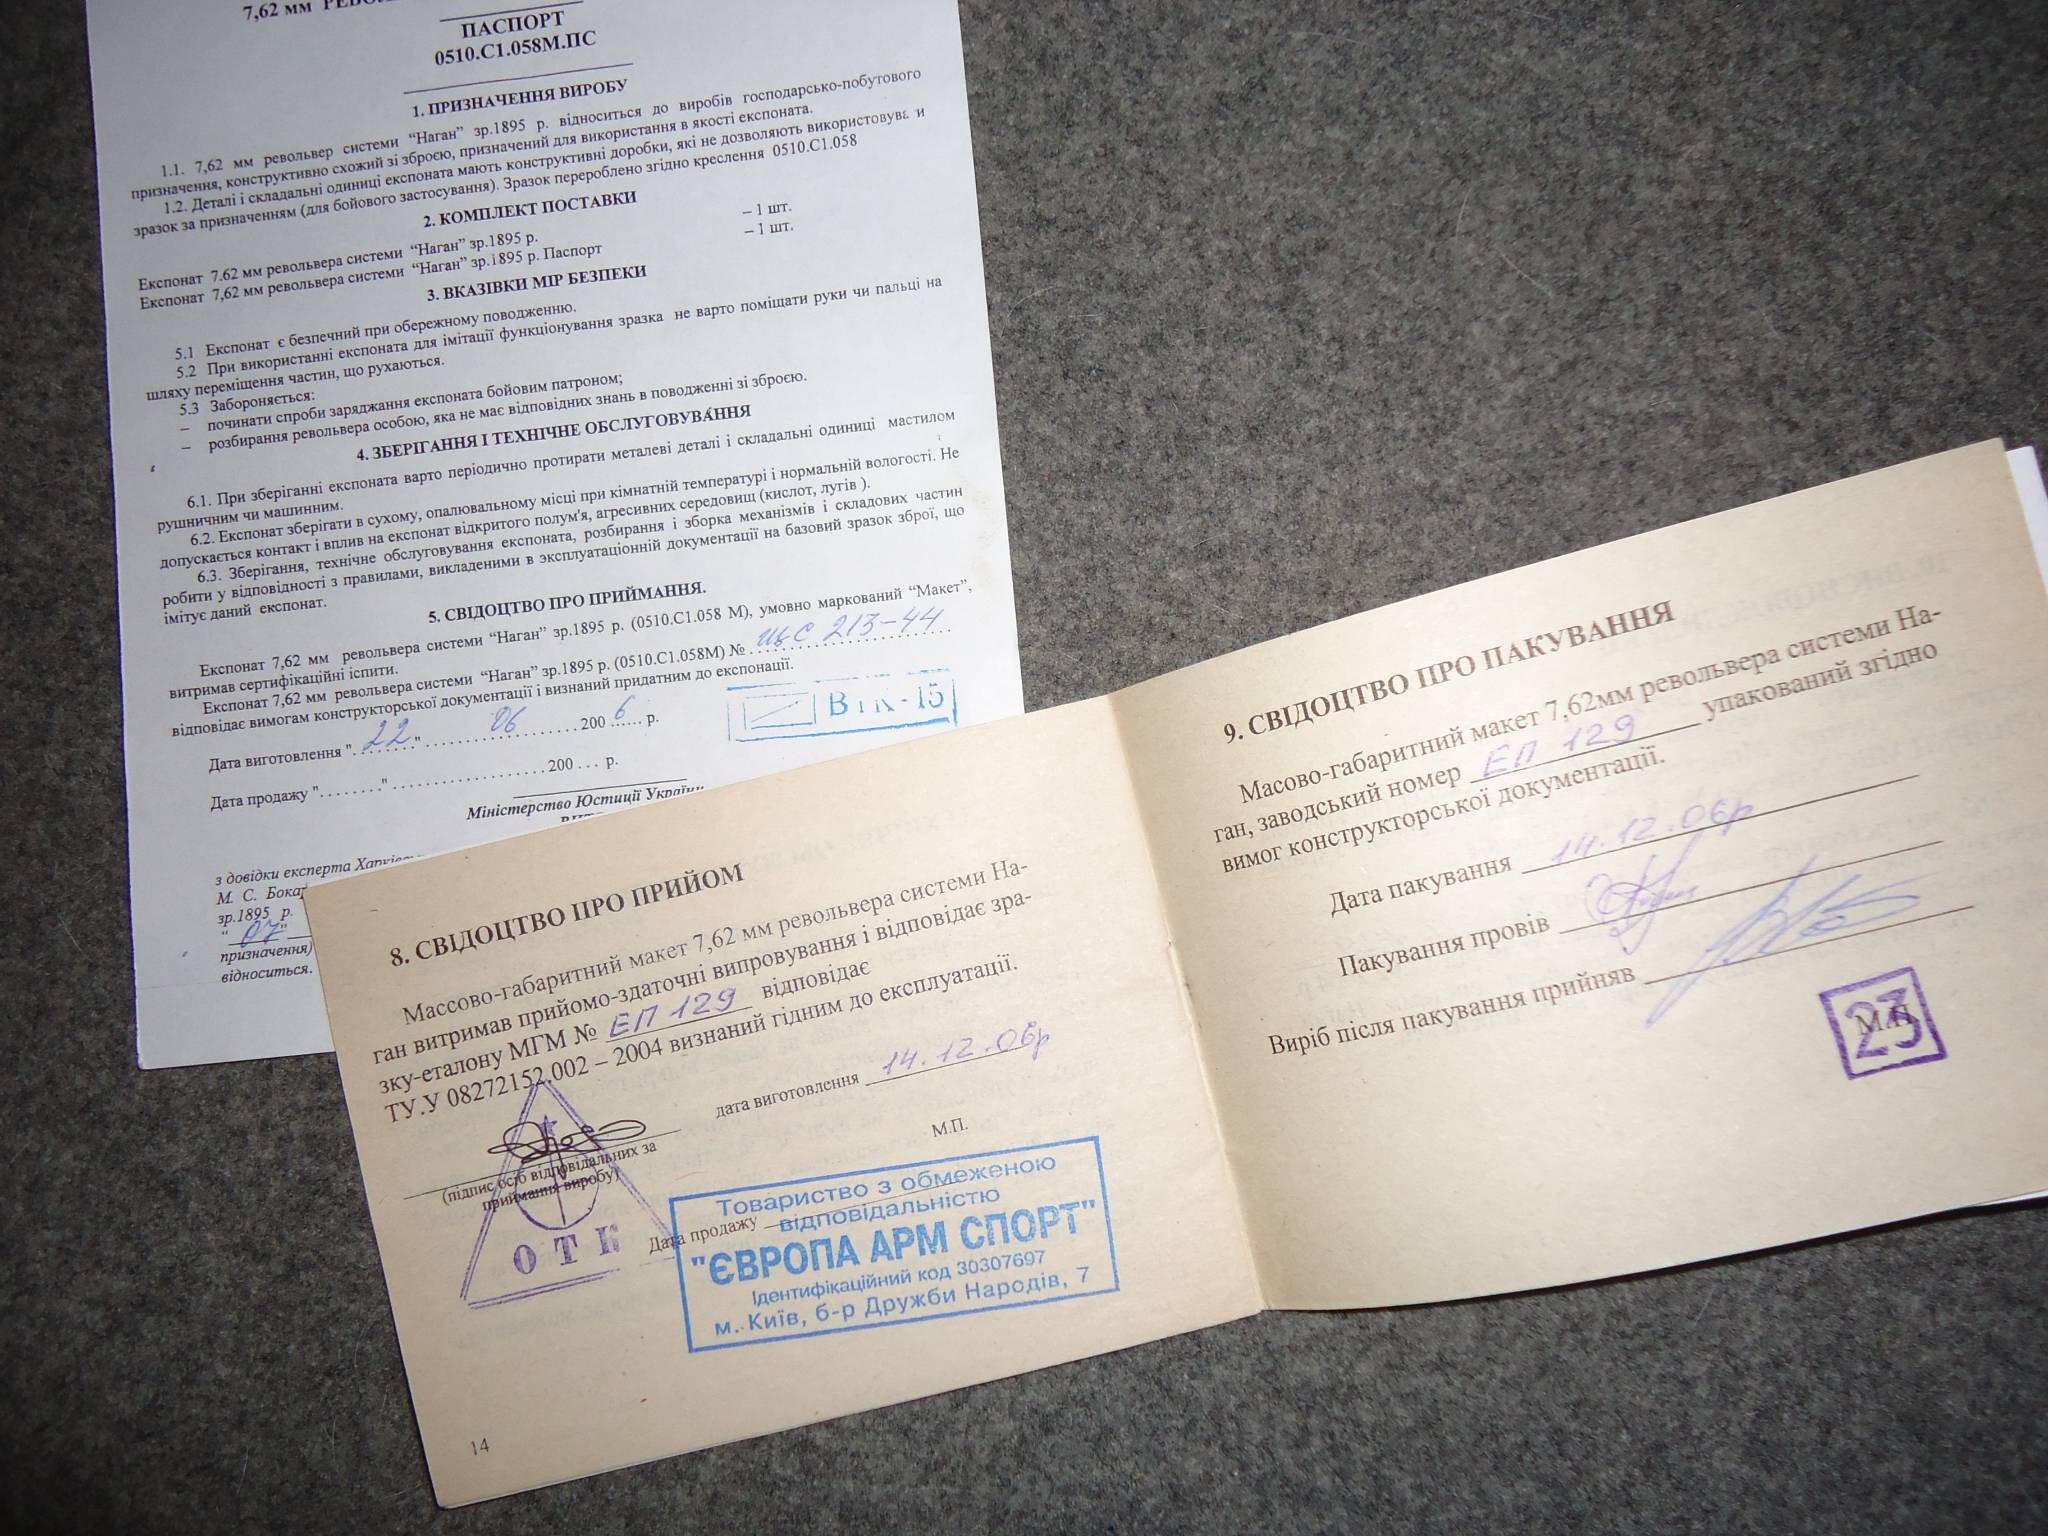 7,62 мм
ПАСПОРТ
0510.С1.058М.ПС
1. ПРИЗНАЧЕННЯ ВИРОБУ
1.1. 7,62 мм револьвер системи “Наган” зр.1895 р. відноситься до виробів господарсько-побутового
призначення, конструктивно схожий зі зброєю, призначений для використання в якості експоната.
1.2. Деталі і складальні одиниці експоната мають конструктивні доробки, які не дозволяють використовува и
зразок за призначенням (для бойового застосування). Зразок перероблено згідно креслення 0510.С1.058
2. КОМПЛЕКТ ПОСТАВКИ
Експонат 7.62 мм револьвера системи “Наган” зр.1895 р. – 1 шт.
Експонат 7,62 мм револьвера системи “Наган” зр.1895 р. Паспорт – 1 шт.
3. ВКАЗІВКИ МІР БЕЗПЕКИ
5.1 Експонат є безпечний при обережному поводженню.
5.2 При використанні експоната для імітації функціонування зразка не варто поміщати руки чи пальці на
шляху переміщення частин, що рухаються.
5.3 Забороняється:
– починати спроби заряджання експоната бойовим патроном;
– розбирання револьвера особою, яка не має відповідних знань в поводженні зі зброєю.
4. ЗБЕРІГАННЯ І ТЕХНІЧНЕ ОБСЛУГОВУВАННЯ
6.1. При зберіганні експоната варто періодично протирати металеві деталі і складальні одиниці мастилом
рушничним чи машинним.
6.2. Експонат зберігати в сухому, опалювальному місці при кімнатній температурі і нормальній вологості. Не
допускається контакт і вплив на експонат відкритого полум'я, агресивних середовищ (кислот, лугів ).
6.3. Зберігання, технічне обслуговування експоната, розбирання і зборка механізмів і складових частин
робити у відповідності з правилами, викладеними в эксплуатаційній документації на базовий зразок зброї, що
імітує даний експонат.
5. СВІДОЦТВО ПРО ПРИЙМАННЯ.
Експонат 7,62 мм револьвера системи “Наган” зр.1895 р. (0510.С1.058 М), умовно маркований “Макет”,
витримав сертифікаційні іспити.
Експонат 7,62 мм револьвера системи “Наган” зр.1895 р. (0510.С1.058М) № ИЦС 213-44
відповідає вимогам конструкторської документації і визнаний придатним до експонації.
ВТК-15
Дата виготовлення "22" 06 2006 р.
Дата продажу "........" .................... 200 ... р.
Міністерство Юстиції України
з довідки експерта
М. С.
зр.1895 р.
“07”
призначення)
відноситься.
8. СВІДОЦТВО ПРО ПРИЙОМ
Массово-габаритний макет 7,62 мм револьвера системи На-
ган витримав прийомо-здаточні випровування і відповідає зра-
зку-еталону МГМ № ЕП 129 відповідає
ТУ.У 08272152.002 – 2004 визнаний гідним до експлуатації.
дата виготовлення 14.12.06р
(підпис осіб відповідальних за
приймання виробу)
М.П.
ОТК
Дата продажу
Товариство з обмеженою
відповідальністю
"ЄВРОПА АРМ СПОРТ"
Ідентифікаційний код 30307697
м. Київ, б-р Дружби Народів, 7
14
9. СВІДОЦТВО ПРО ПАКУВАННЯ
Масово-габаритний макет 7,62мм револьвера системи На-
ган, заводський номер ЕП 129 упакований згідно
вимог конструкторської документації.
Дата пакування 14.12.06р
Пакування провів
Виріб після пакування прийняв
М.П.
23